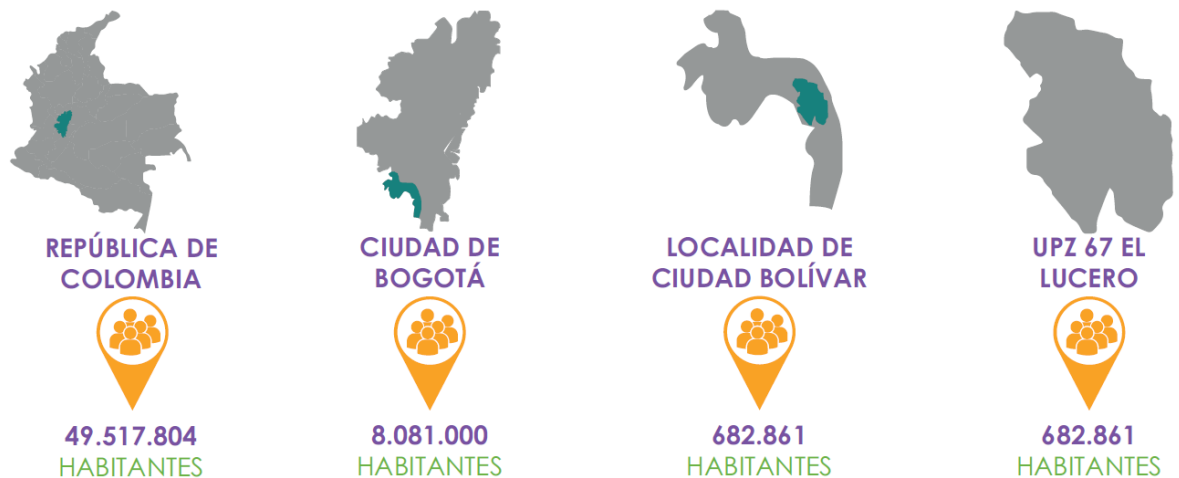 REPÚBLICA DE
COLOMBIA
49.517.804
HABITANTES
CIUDAD DE
BOGOTÁ
8.081.000
HABITANTES
LOCALIDAD DE
CIUDAD BOLÍVAR
682.861
HABITANTES
UPZ 67 EL
LUCERO
682.861
HABITANTES